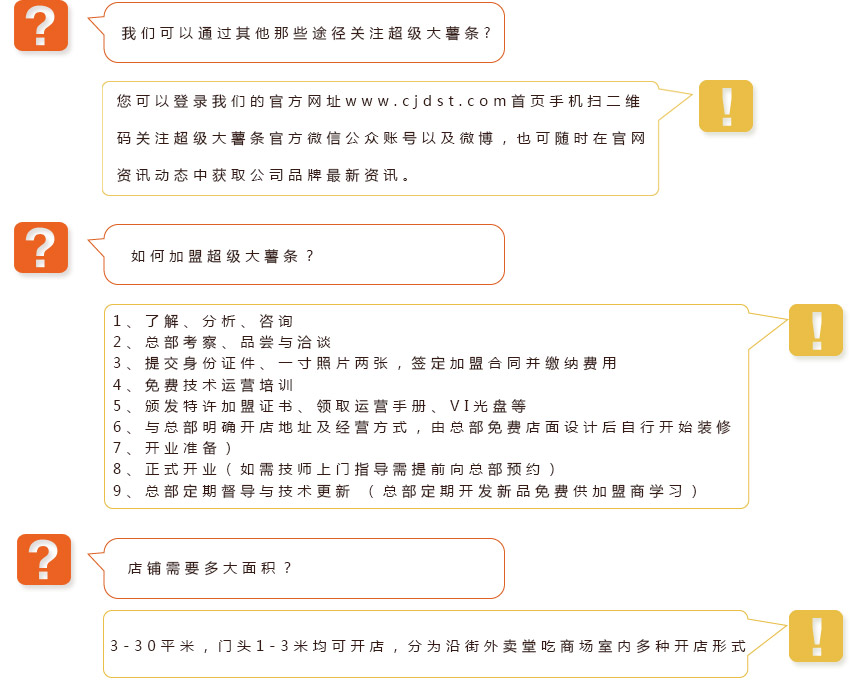 ?
我们可以通过其他那些途径关注超级大薯条?
您可以登录我们的官方网址www.cjdst.com首页手机扫二维
码关注超级大薯条官方微信公众账号以及微博，也可随时在官网
资讯动态中获取公司品牌最新资讯。
!
?
如何加盟超级大薯条？
1、了解、分析、咨询
2、总部考察、品尝与洽谈
3、提交身份证件、一寸照片两张，签定加盟合同并缴纳费用
4、免费技术运营培训
5、颁发特许加盟证书、领取运营手册、VI光盘等
6、与总部明确开店地址及经营方式，由总部免费店面设计后自行开始装修
7、开业准备）
8、正式开业（如需技师上门指导需提前向总部预约）
9、总部定期督导与技术更新 （总部定期开发新品免费供加盟商学习）
!
?
店铺需要多大面积？
3-30平米，门头1-3米均可开店，分为沿街外卖堂吃商场室内多种开店形式
!